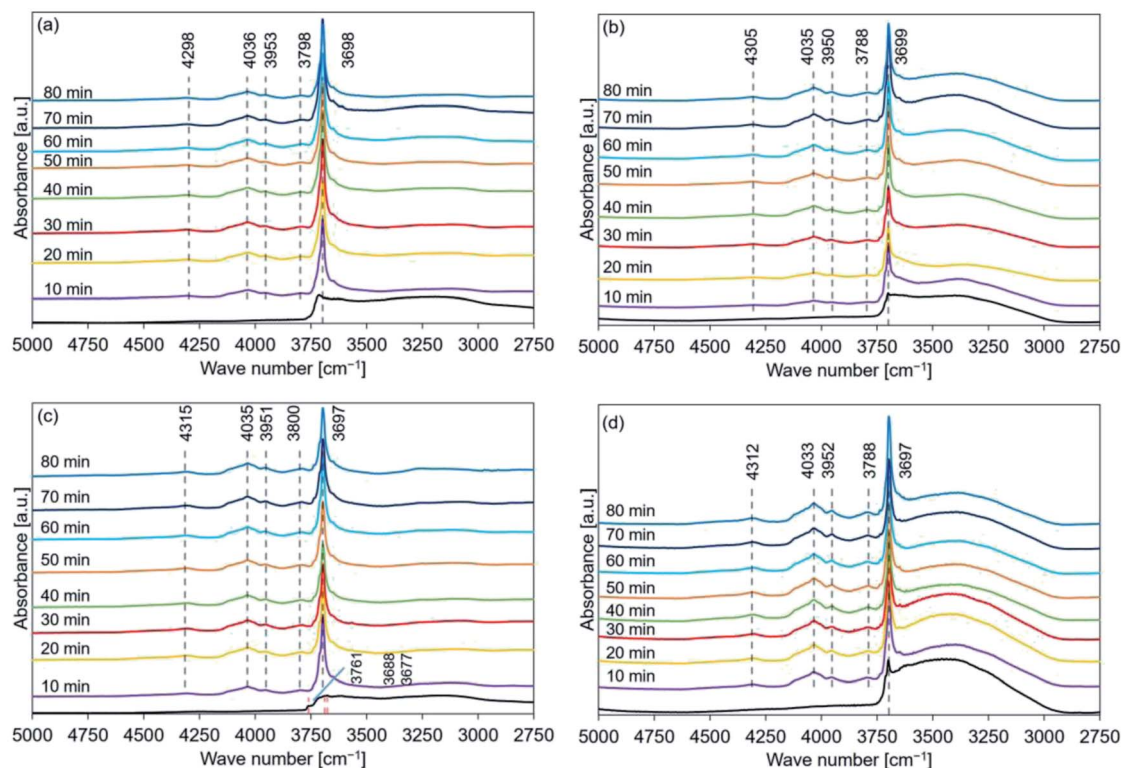 (a)
4298
4036
3953
3798
3698
80 min
70 min
60 min
50 min
40 min
30 min
20 min
10 min
Absorbance [a.u.]
5000 4750 4500 4250 4000 3750 3500 3250 3000 2750
Wave number [cm⁻¹]
(b)
4305
4035
3950
3788
3699
80 min
70 min
60 min
50 min
40 min
30 min
20 min
10 min
Absorbance [a.u.]
5000 4750 4500 4250 4000 3750 3500 3250 3000 2750
Wave number [cm⁻¹]
(c)
4315
4035
3951
3800
3697
80 min
70 min
60 min
50 min
40 min
30 min
20 min
10 min
3761
3688
3677
Absorbance [a.u.]
5000 4750 4500 4250 4000 3750 3500 3250 3000 2750
Wave number [cm⁻¹]
(d)
4312
4033
3952
3788
3697
80 min
70 min
60 min
50 min
40 min
30 min
20 min
10 min
Absorbance [a.u.]
5000 4750 4500 4250 4000 3750 3500 3250 3000 2750
Wave number [cm⁻¹]